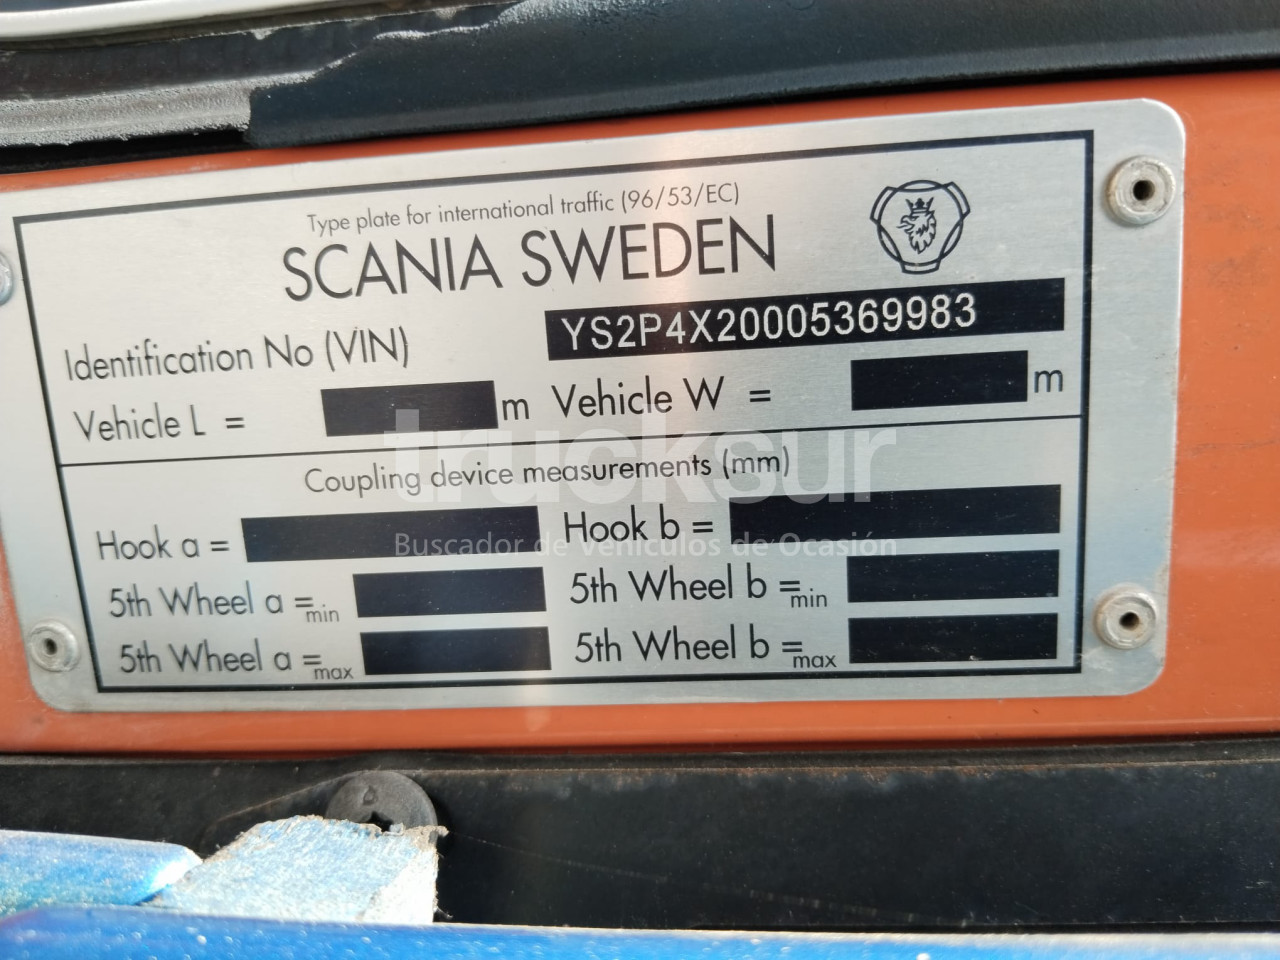 Type plate for international traffic (96/53/EC)
SCANIA SWEDEN
Identification No (VIN) YS2P4X20005369983
Vehicle L = m Vehicle W = m
Coupling device measurements (mm)
trucksur
Hook a = Hook b =
Buscador de Vehículos de Ocasión
5th Wheel a =min 5th Wheel b =min
5th Wheel a =max 5th Wheel b =max